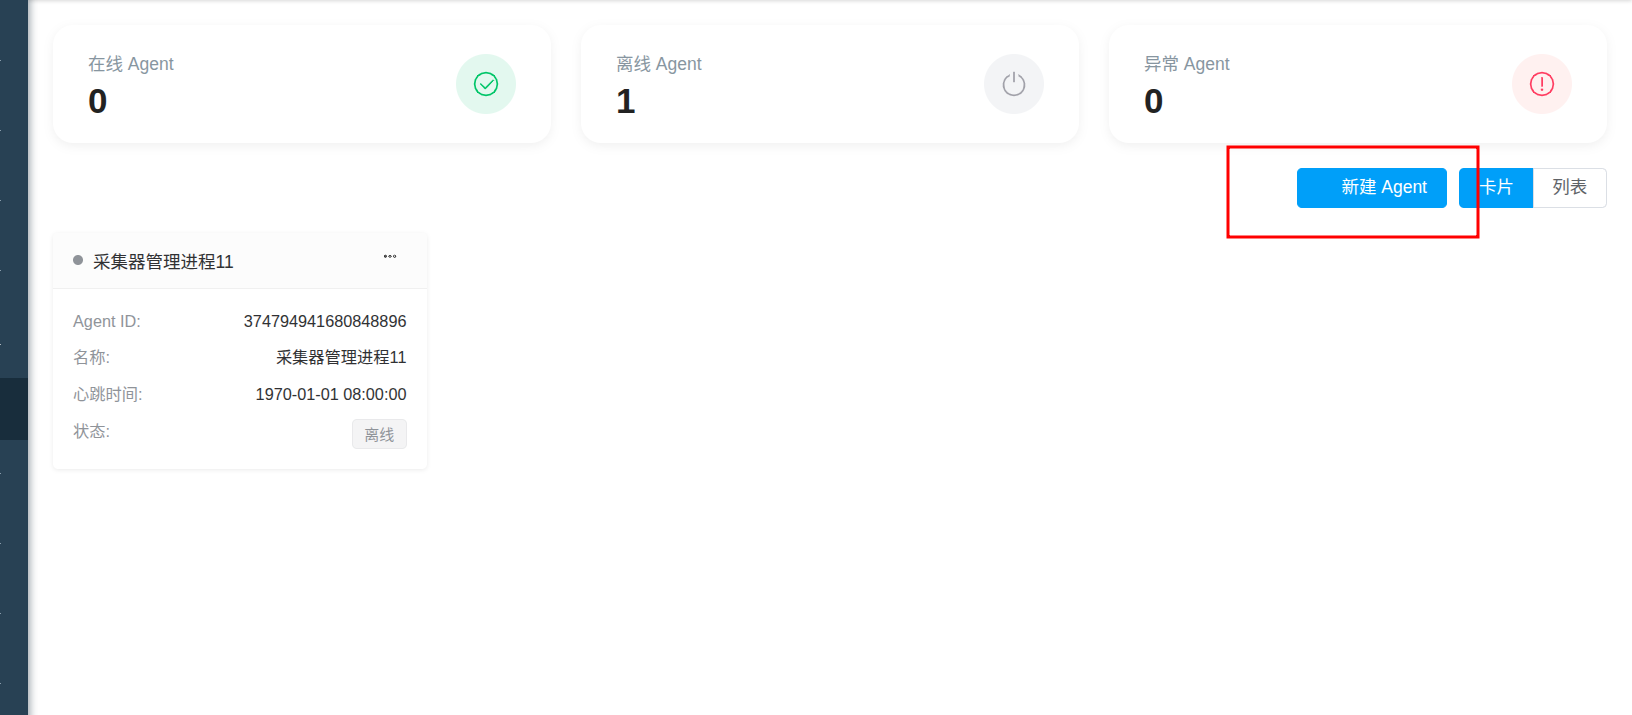 在线 Agent
0
离线 Agent
1
异常 Agent
0
新建 Agent
卡片
列表
采集器管理进程11
Agent ID:
374794941680848896
名称:
采集器管理进程11
心跳时间:
1970-01-01 08:00:00
状态:
离线